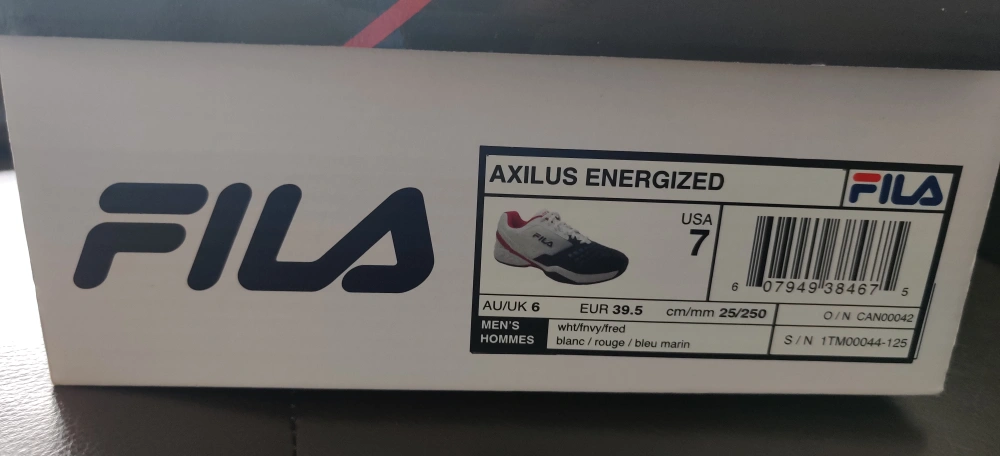 FILA
AXILUS ENERGIZED
FILA
FILA
USA
7
6 07949 38467 5
AU/UK 6 EUR 39.5 cm/mm 25/250
O/N CAN00042
MEN'S
HOMMES
wht/fnvy/fred
blanc / rouge / bleu marin
S/N 1TM00044-125